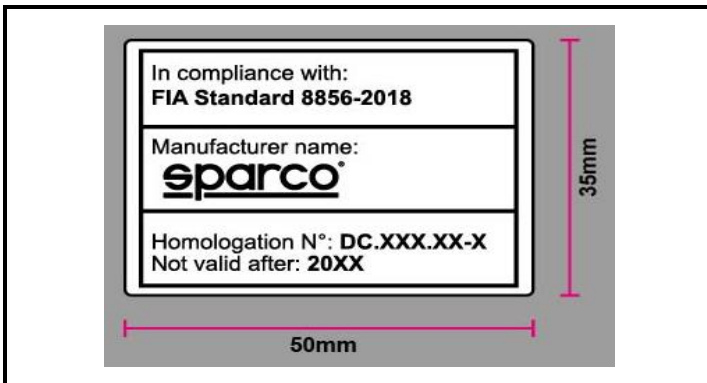 In compliance with:
FIA Standard 8856-2018
Manufacturer name:
sparco®
Homologation N°: DC.XXX.XX-X
Not valid after: 20XX
35mm
50mm